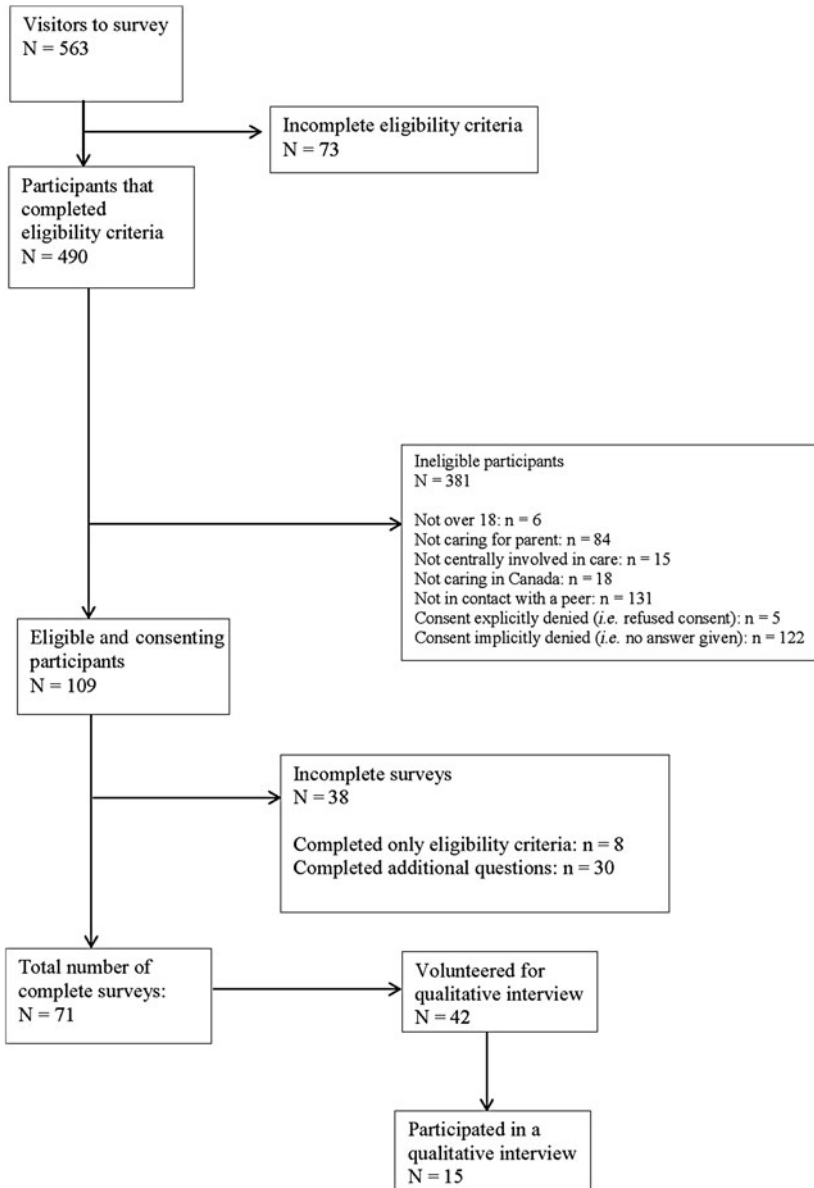 Visitors to survey
N = 563
Incomplete eligibility criteria
N = 73
Participants that
completed
eligibility criteria
N = 490
Ineligible participants
N = 381
Not over 18: n = 6
Not caring for parent: n = 84
Not centrally involved in care: n = 15
Not caring in Canada: n = 18
Not in contact with a peer: n = 131
Consent explicitly denied (i.e. refused consent): n = 5
Consent implicitly denied (i.e. no answer given): n = 122
Eligible and consenting
participants
N = 109
Incomplete surveys
N = 38
Completed only eligibility criteria: n = 8
Completed additional questions: n = 30
Total number of
complete surveys:
N = 71
Volunteered for
qualitative interview
N = 42
Participated in a
qualitative interview
N = 15